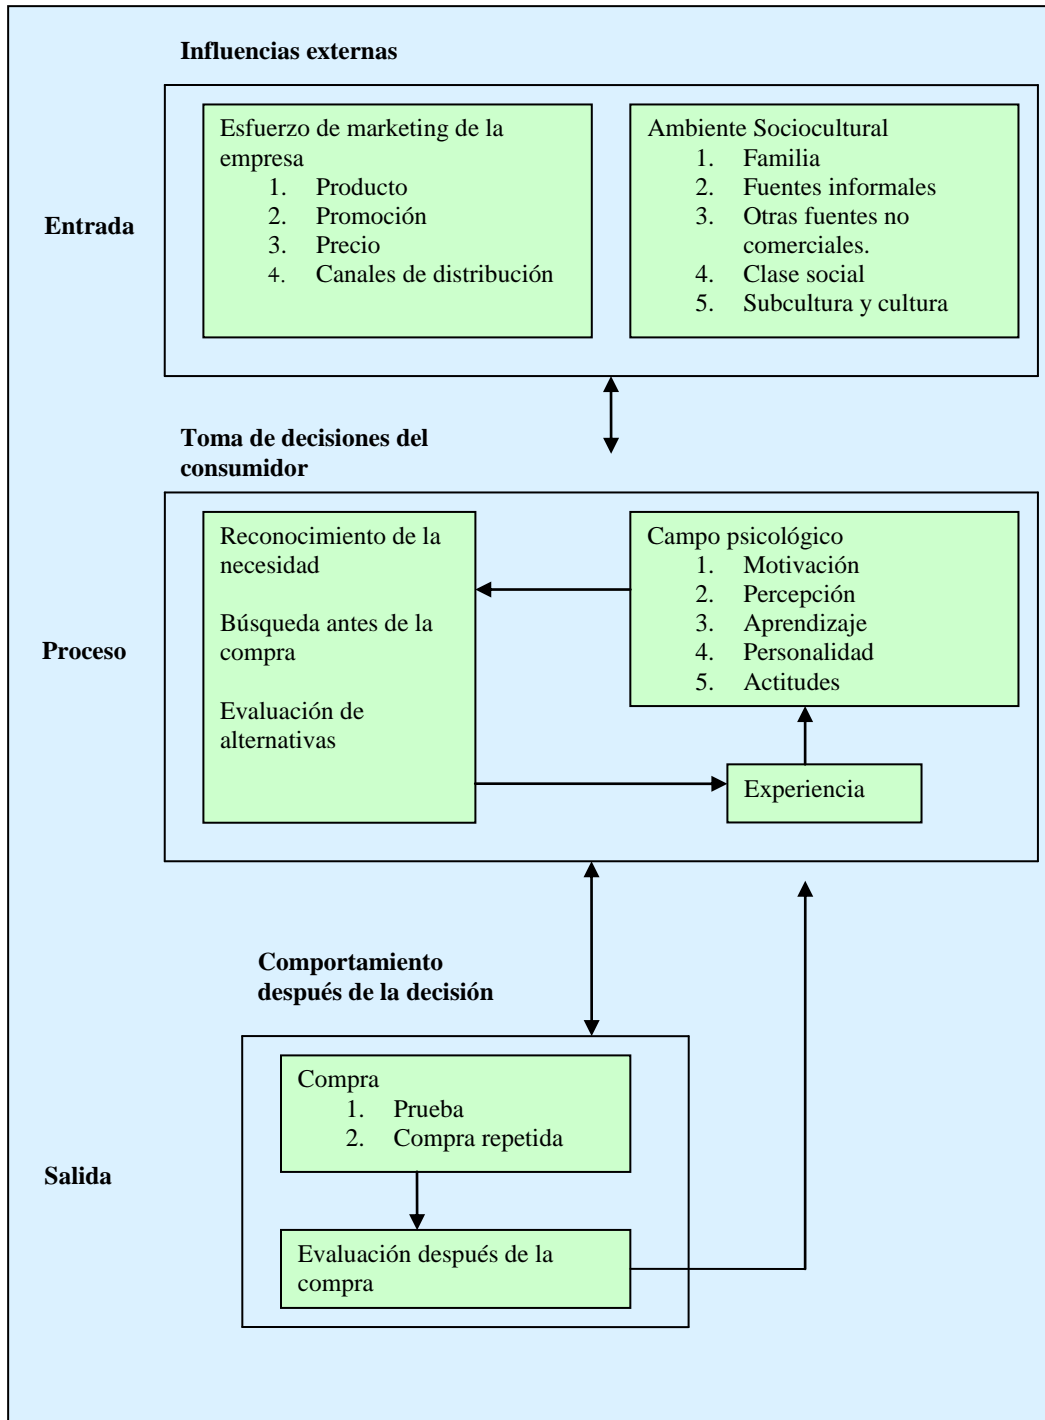 Influencias externas
Entrada
Esfuerzo de marketing de la
empresa
1. Producto
2. Promoción
3. Precio
4. Canales de distribución
Ambiente Sociocultural
1. Familia
2. Fuentes informales
3. Otras fuentes no
comerciales.
4. Clase social
5. Subcultura y cultura
Toma de decisiones del
consumidor
Proceso
Reconocimiento de la
necesidad
Búsqueda antes de la
compra
Evaluación de
alternativas
Campo psicológico
1. Motivación
2. Percepción
3. Aprendizaje
4. Personalidad
5. Actitudes
Experiencia
Comportamiento
después de la decisión
Salida
Compra
1. Prueba
2. Compra repetida
Evaluación después de la
compra